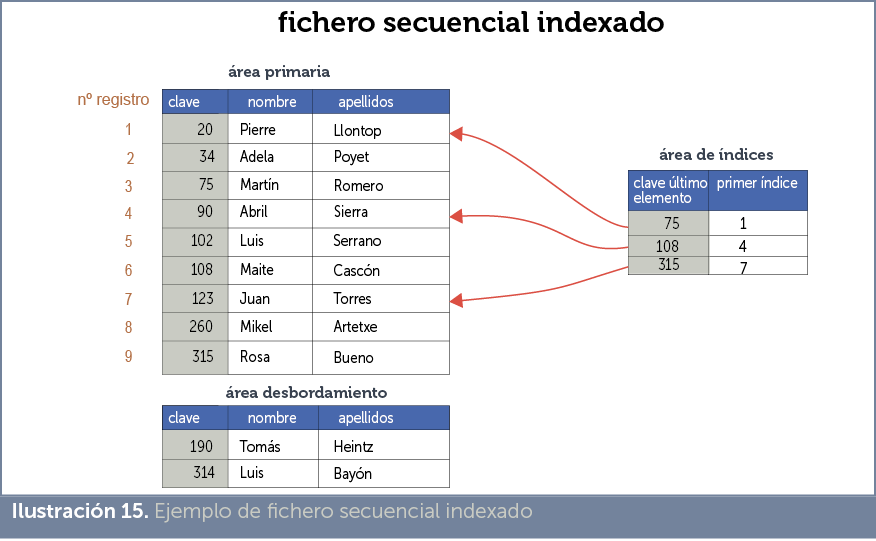 fichero secuencial indexado
área primaria
nº registro clave nombre apellidos
1 20 Pierre Llontop
2 34 Adela Poyet
3 75 Martín Romero
4 90 Abril Sierra
5 102 Luis Serrano
6 108 Maite Cascón
7 123 Juan Torres
8 260 Mikel Artetxe
9 315 Rosa Bueno
área de índices
clave último primer índice
elemento
75 1
108 4
315 7
área desbordamiento
clave nombre apellidos
190 Tomás Heintz
314 Luis Bayón
Ilustración 15. Ejemplo de fichero secuencial indexado